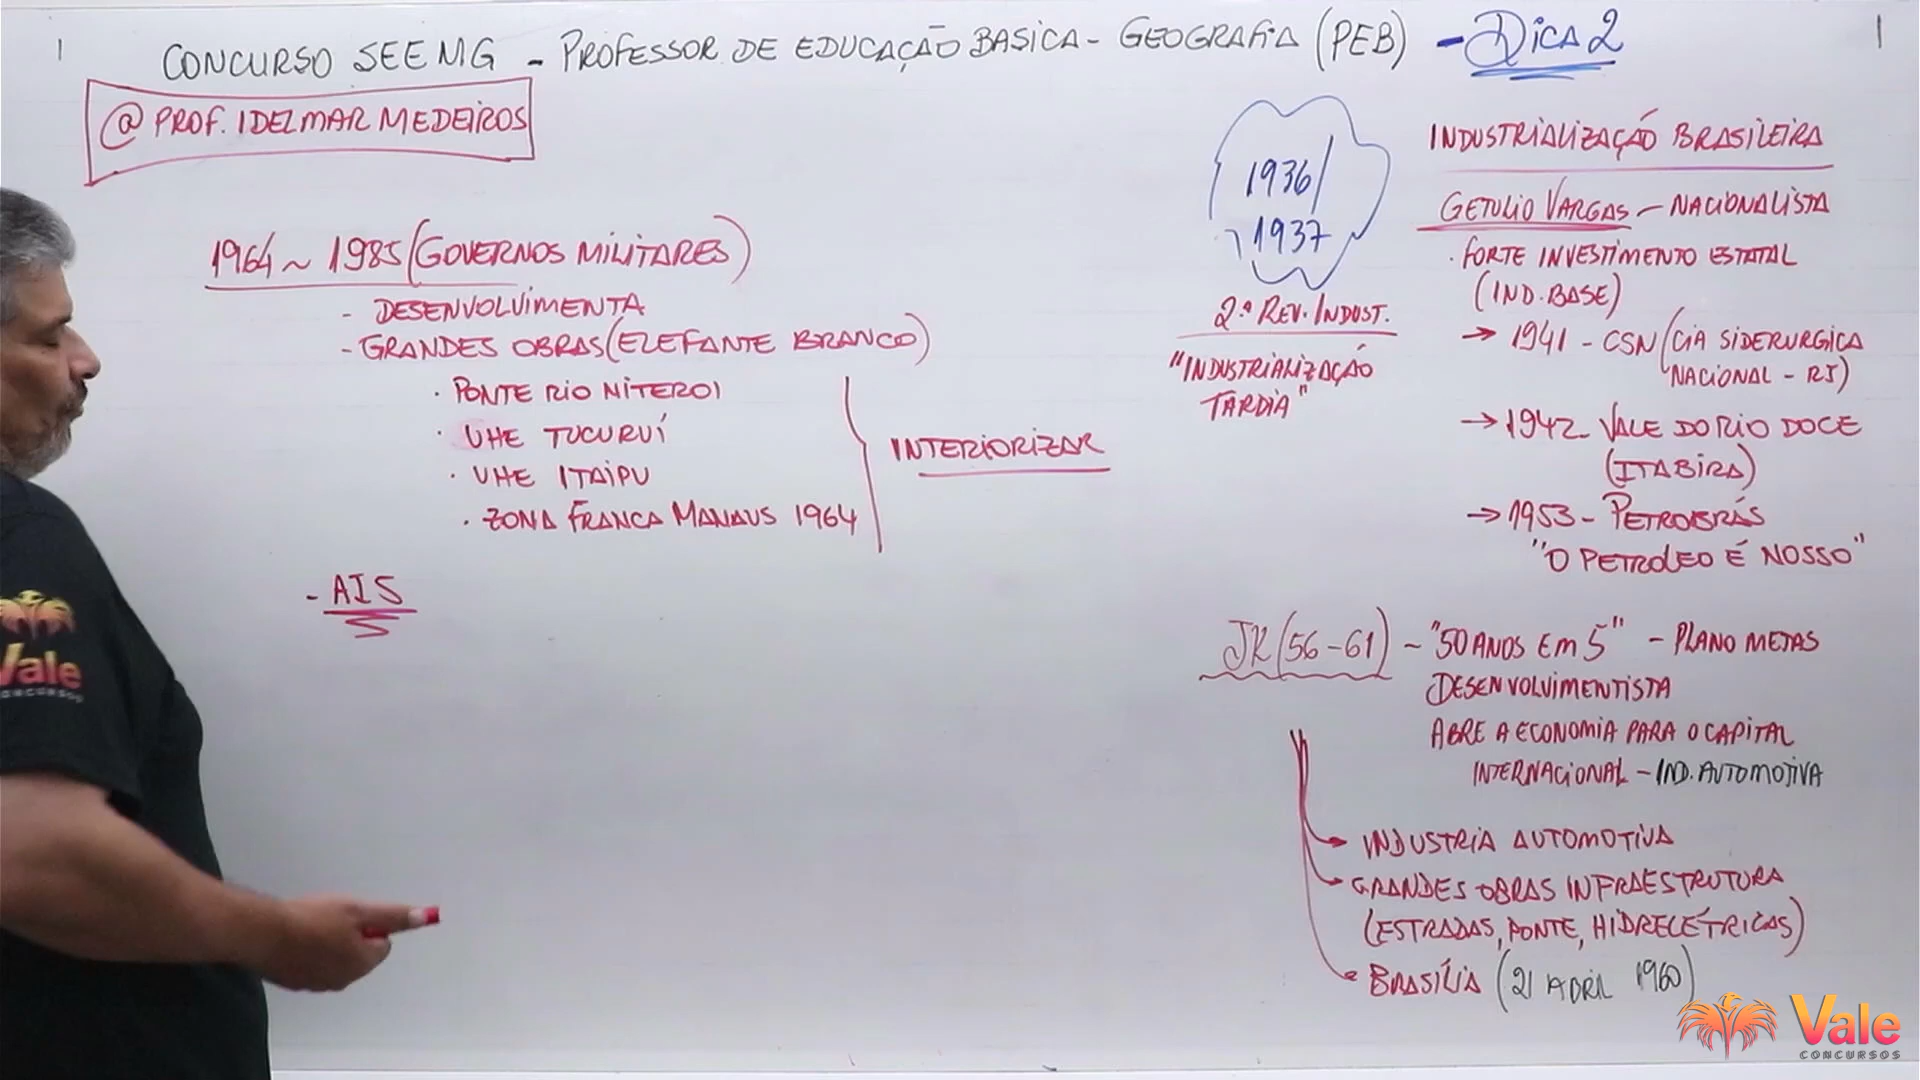 CONCURSO SEEMG - PROFESSOR DE EDUCAÇÃO BASICA - GEOGRAFIA (PEB) - DICA 2
@ PROF. IDELMAR MEDEIROS
1964 ~ 1985 (GOVERNOS MILITARES)
- DESENVOLVIMENTA
- GRANDES OBRAS (ELEFANTE BRANCO)
· PONTE RIO NITEROI
· UHE TUCURUÍ
· UHE ITAIPU
· ZONA FRANCA MANAUS 1964
INTERIORIZAR
- AI5
1936/
1937
2ª REV. INDUST.
"INDUSTRIALIZAÇÃO
TARDIA"
INDUSTRIALIZAÇÃO BRASILEIRA
GETULIO VARGAS - NACIONALISTA
· FORTE INVESTIMENTO ESTATAL
(IND. BASE)
→ 1941 - CSN (CIA SIDERURGICA
NACIONAL - RJ)
→ 1942 - VALE DO RIO DOCE
(ITABIRA)
→ 1953 - PETROBRÁS
"O PETROLEO É NOSSO"
JK (56-61) ~ "50 ANOS EM 5" - PLANO METAS
DESENVOLVIMENTISTA
ABRE A ECONOMIA PARA O CAPITAL
INTERNACIONAL - IND. AUTOMOTIVA
INDUSTRIA AUTOMOTIVA
GRANDES OBRAS INFRAESTRUTURA
(ESTRADAS, PONTE, HIDRELÉTRICAS)
BRASÍLIA (21 ABRIL 1960)
Vale
CONCURSOS
Vale
CONCURSOS